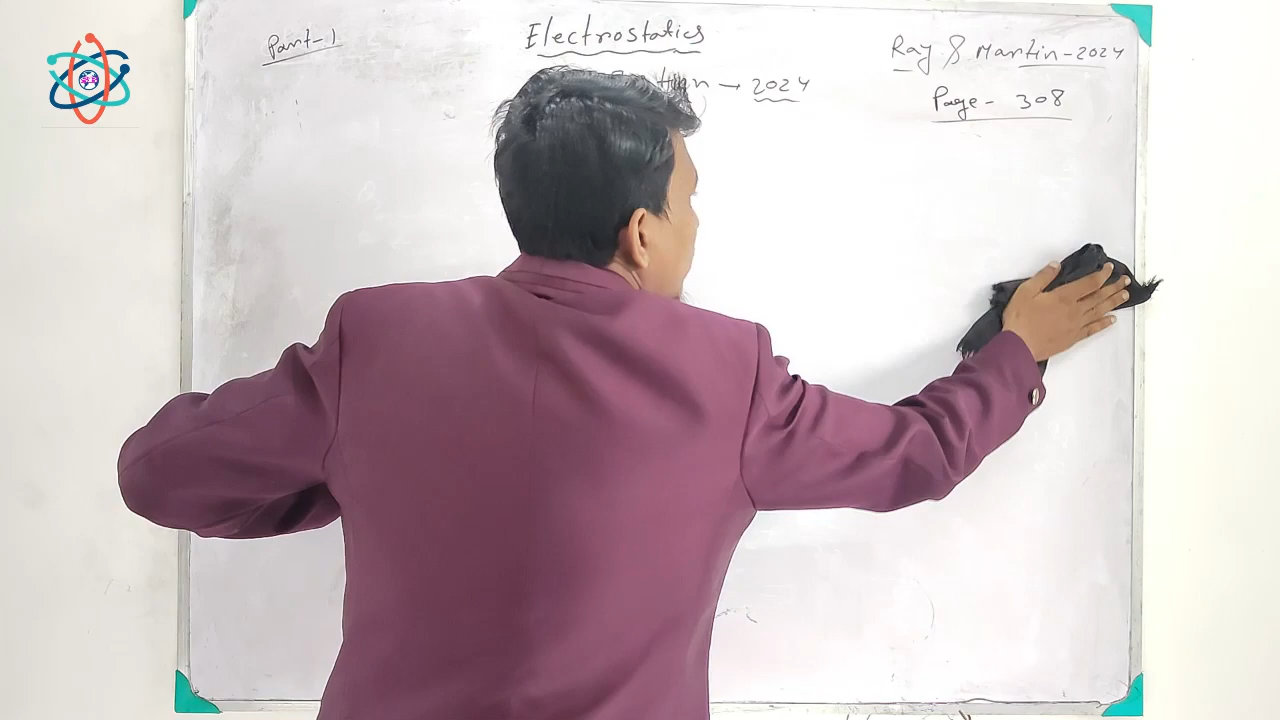 Part-1
Electrostatics
→ 2024
Ray & Martin-2024
Page - 308